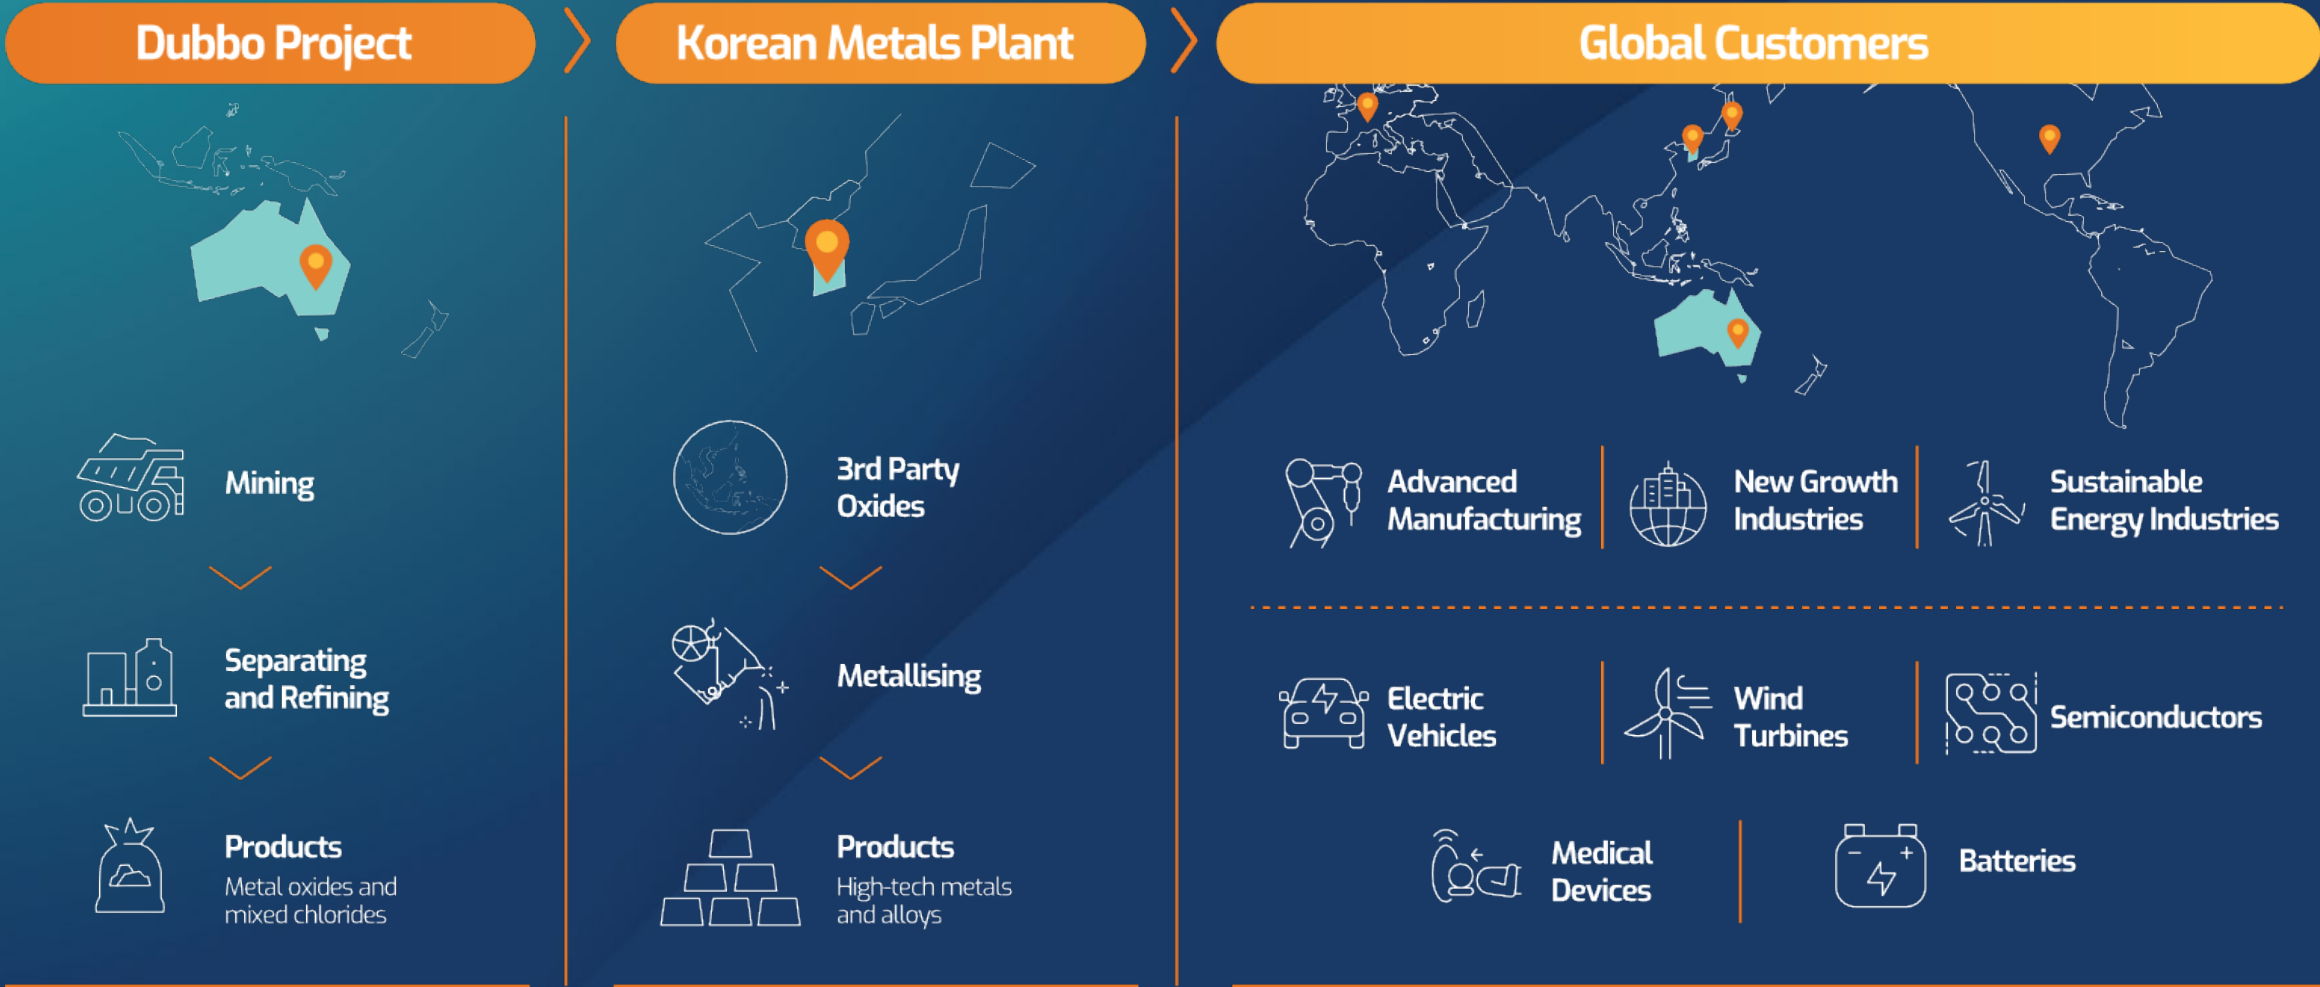 Dubbo Project
Korean Metals Plant
Global Customers
Mining
Separating
and Refining
Products
Metal oxides and
mixed chlorides
3rd Party
Oxides
Metallising
Products
High-tech metals
and alloys
Advanced
Manufacturing
New Growth
Industries
Sustainable
Energy Industries
Electric
Vehicles
Wind
Turbines
Semiconductors
Medical
Devices
Batteries